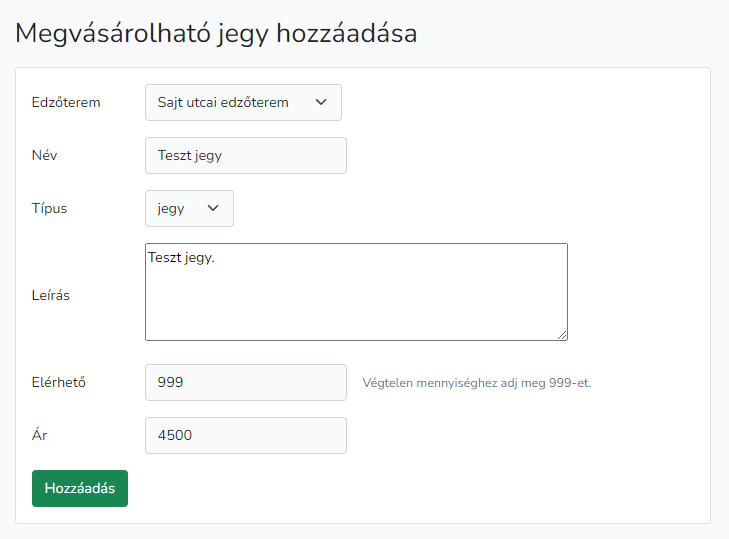 Megvásárolható jegy hozzáadása
Edzőterem Sajt utcai edzőterem
Név Teszt jegy
Típus jegy
Teszt jegy.
Leírás
Elérhető 999 Végtelen mennyiséghez adj meg 999-et.
Ár 4500
Hozzáadás